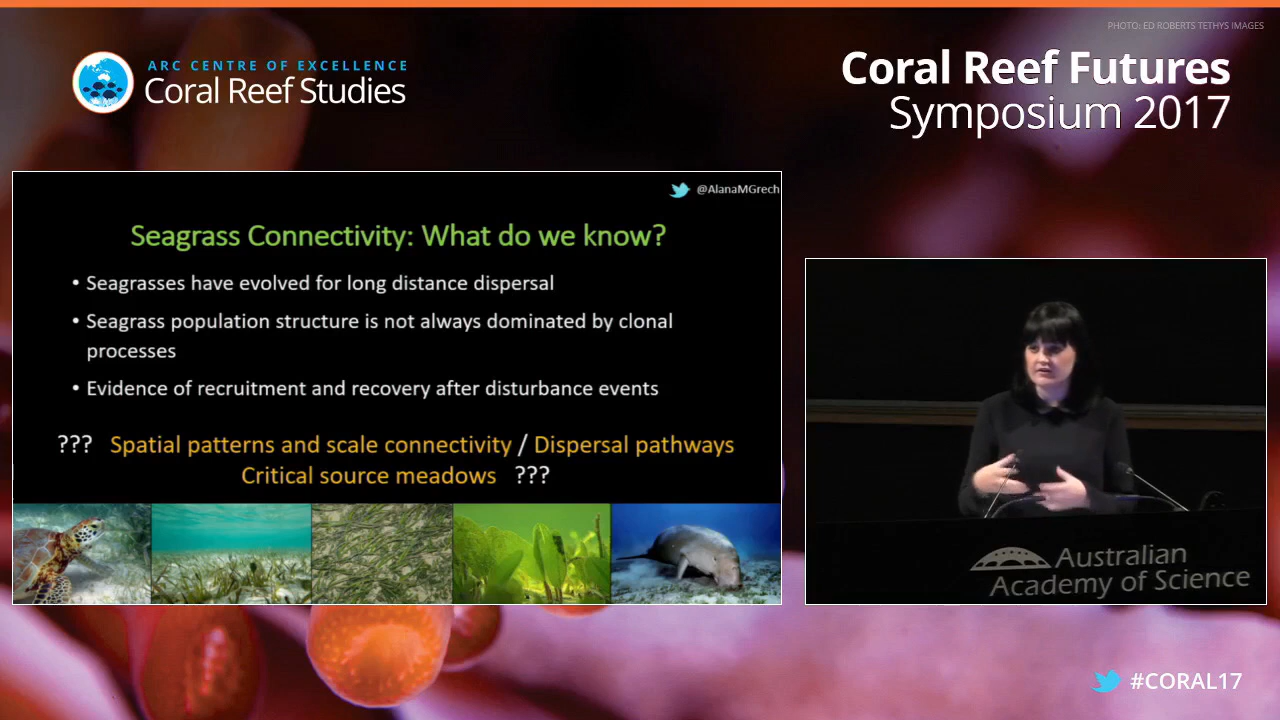 PHOTO: ED ROBERTS TETHYS IMAGES
ARC CENTRE OF EXCELLENCE
Coral Reef Studies
Coral Reef Futures
Symposium 2017
@AlanaMGrech
Seagrass Connectivity: What do we know?
• Seagrasses have evolved for long distance dispersal
• Seagrass population structure is not always dominated by clonal
processes
• Evidence of recruitment and recovery after disturbance events
??? Spatial patterns and scale connectivity / Dispersal pathways
Critical source meadows ???
Australian
Academy of Science
#CORAL17